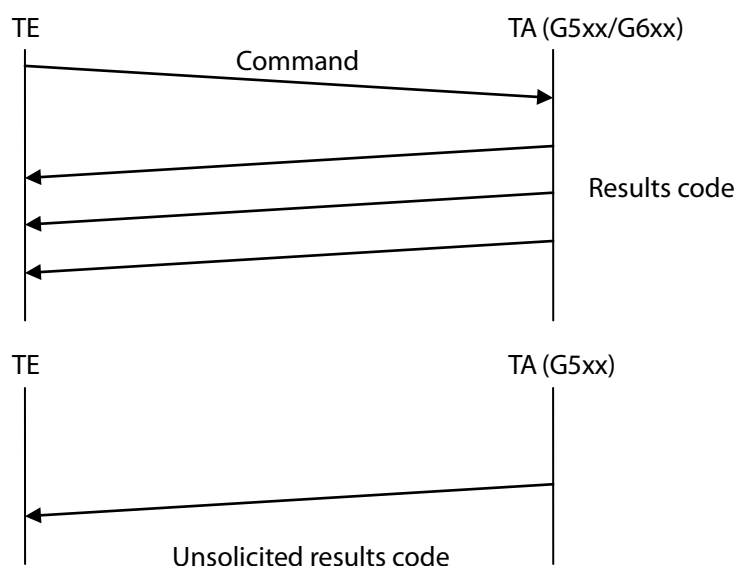 TE
TA (G5xx/G6xx)
Command
Results code
TE
TA (G5xx)
Unsolicited results code